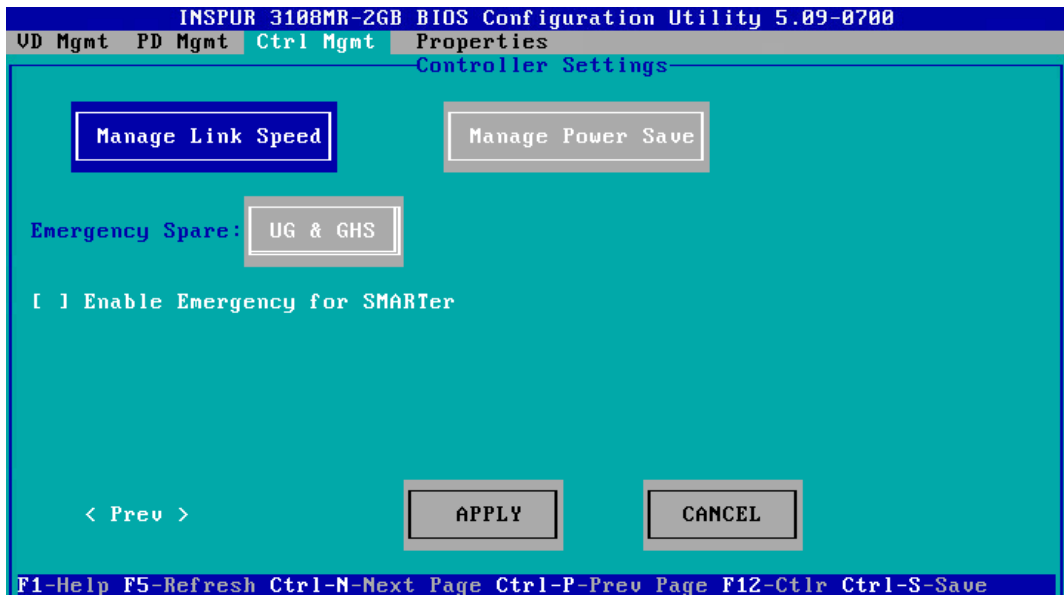 INSPUR 3108MR-2GB BIOS Configuration Utility 5.09-0700
VD Mgmt PD Mgmt Ctrl Mgmt Properties
Controller Settings
Manage Link Speed Manage Power Save
Emergency Spare: UG & GHS
[ ] Enable Emergency for SMARTer
< Prev > APPLY CANCEL
F1-Help F5-Refresh Ctrl-N-Next Page Ctrl-P-Prev Page F12-Ctlr Ctrl-S-Save